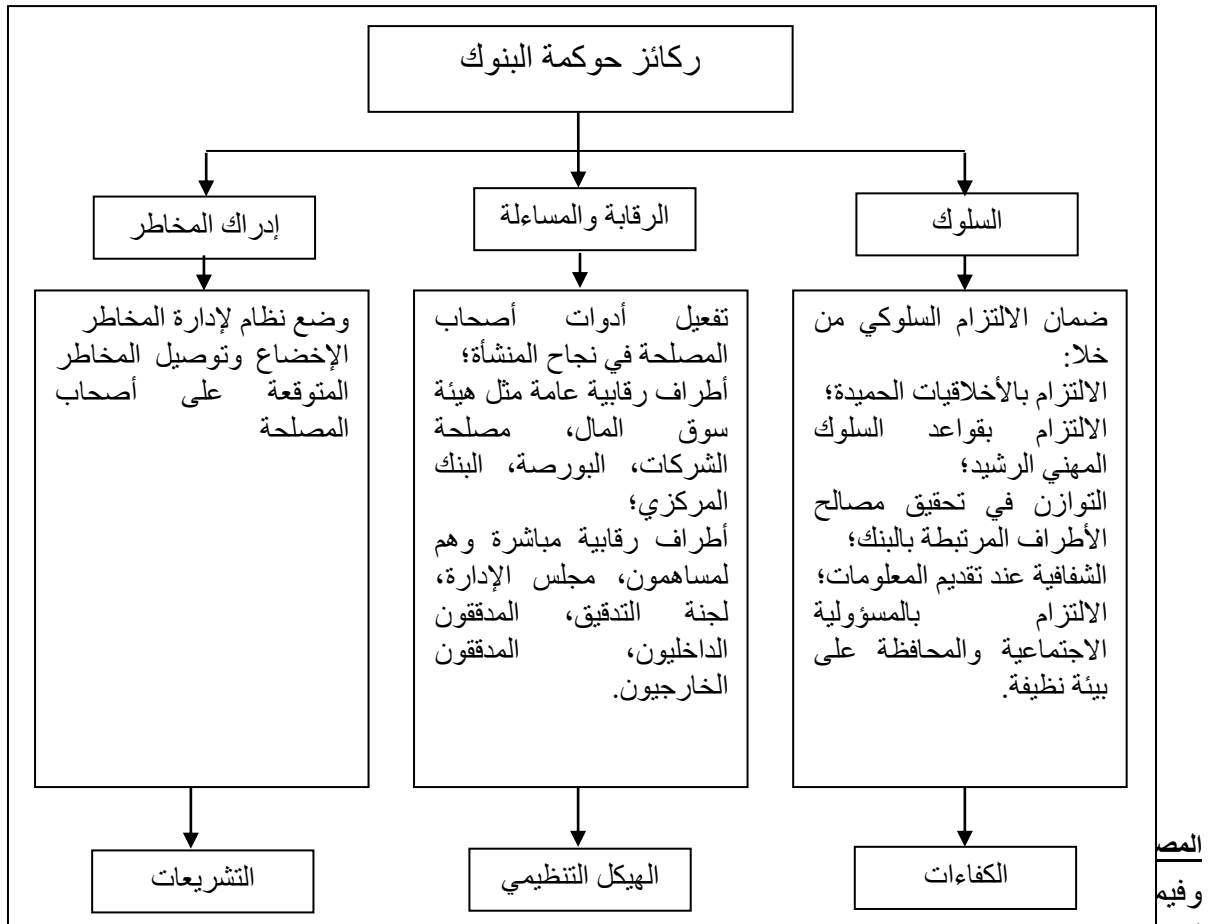 ركائز حوكمة البنوك
السلوك
الرقابة والمساءلة
إدراك المخاطر
ضمان الالتزام السلوكي من
خلا:
الالتزام بالأخلاقيات الحميدة؛
الالتزام بقواعد السلوك
المهني الرشيد؛
التوازن في تحقيق مصالح
الأطراف المرتبطة بالبنك؛
الشفافية عند تقديم المعلومات؛
الالتزام بالمسؤولية
الاجتماعية والمحافظة على
بيئة نظيفة.
تفعيل أدوات أصحاب
المصلحة في نجاح المنشأة؛
أطراف رقابية عامة مثل هيئة
سوق المال، مصلحة
الشركات، البورصة، البنك
المركزي؛
أطراف رقابية مباشرة وهم
لمساهمون، مجلس الإدارة،
لجنة التدقيق، المدققون
الداخليون، المدققون
الخارجيون.
وضع نظام لإدارة المخاطر
الإخضاع وتوصيل المخاطر
المتوقعة على أصحاب
المصلحة
الكفاءات
الهيكل التنظيمي
التشريعات
المص
وفيم